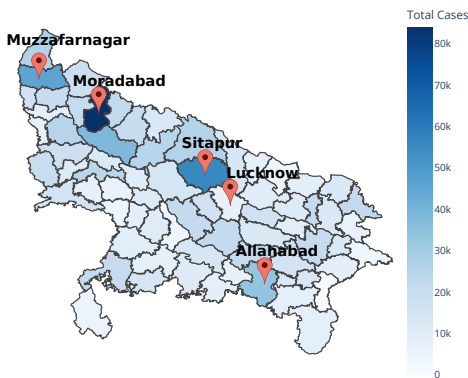 Total Cases
Muzzafarnagar
80k
Moradabad
70k
60k
Sitapur
50k
Lucknow
40k
Allahabad
30k
20k
10k
0